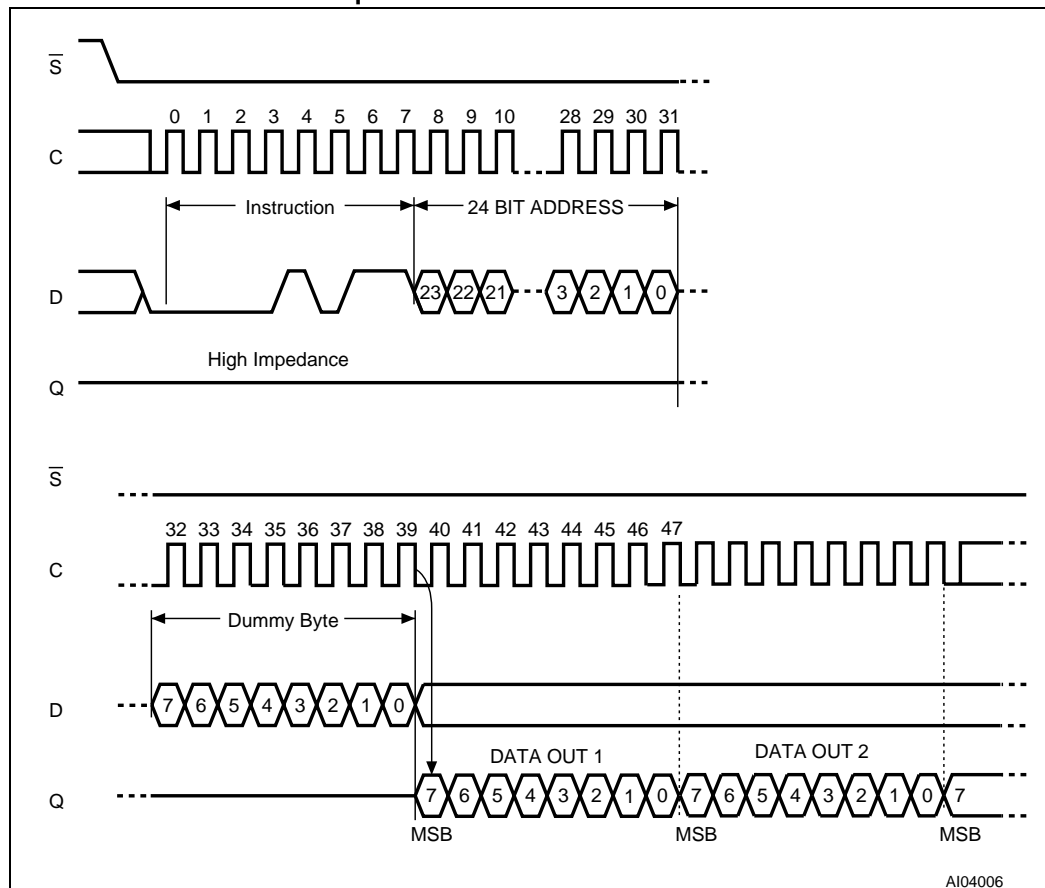 S
0 1 2 3 4 5 6 7 8 9 10 28 29 30 31
C
Instruction 24 BIT ADDRESS
D 23 22 21 3 2 1 0
High Impedance
Q
S
32 33 34 35 36 37 38 39 40 41 42 43 44 45 46 47
C
Dummy Byte
D 7 6 5 4 3 2 1 0
DATA OUT 1 DATA OUT 2
Q 7 6 5 4 3 2 1 0 7 6 5 4 3 2 1 0 7
MSB MSB MSB
AI04006